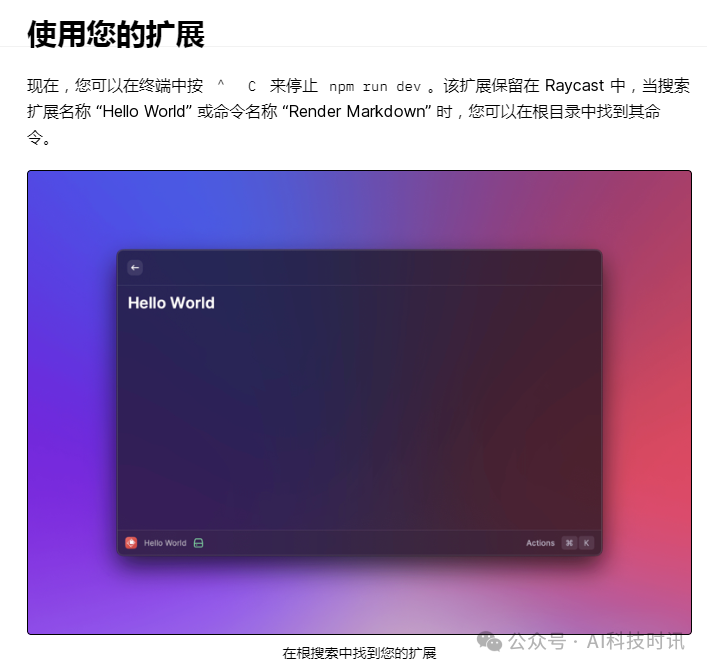 使用您的扩展
现在，您可以在终端中按 ^ C 来停止 npm run dev 。该扩展保留在 Raycast 中，当搜索
扩展名称 “Hello World” 或命令名称 “Render Markdown” 时，您可以在根目录中找到其命
令。
Hello World
Hello World
Actions ⌘ K
公众号 · AI科技时讯
在根搜索中找到您的扩展